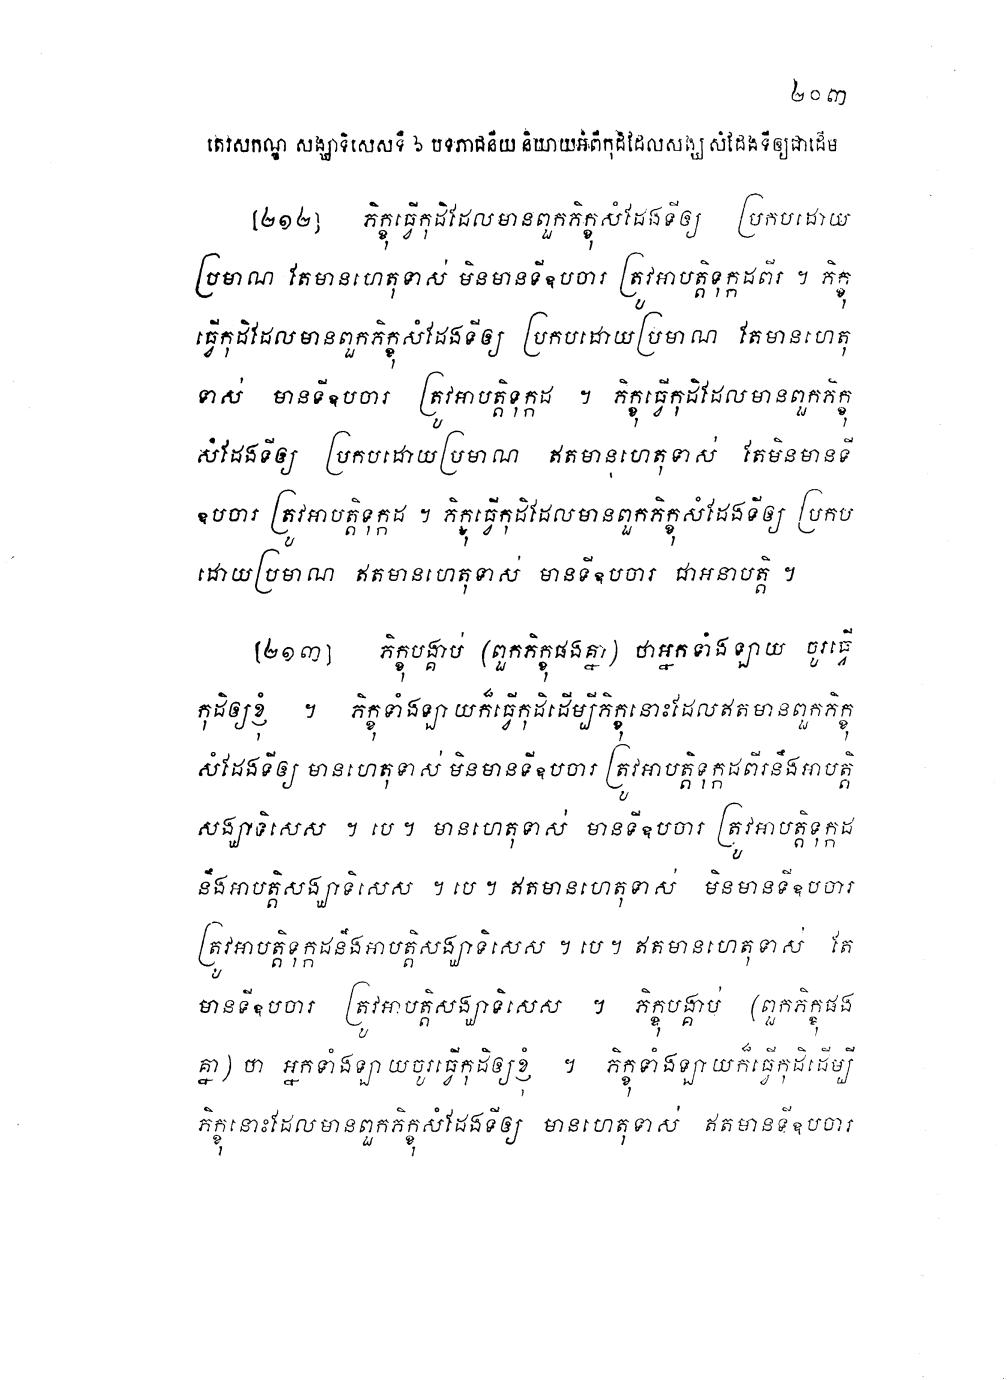 ២០៣
តេរសកណ្ឌ សង្ឃាទិសេសទី ៦ បទភាជនីយ និយាយអំពីកុដិដែលសង្ឃ សំដែងទីឲ្យជាដើម
[២១២] ភិក្ខុធ្វើកុដិដែលមានពួកភិក្ខុសំដែងទីឲ្យ ប្រកបដោយ
ប្រមាណ តែមានហេតុទាស់ មិនមានទីឧបចារ ត្រូវអាបត្តិទុក្កដពីរ ។ ភិក្ខុ
ធ្វើកុដិដែលមានពួកភិក្ខុសំដែងទីឲ្យ ប្រកបដោយប្រមាណ តែមានហេតុ
ទាស់ មានទីឧបចារ ត្រូវអាបត្តិទុក្កដ ។ ភិក្ខុធ្វើកុដិដែលមានពួកភិក្ខុ
សំដែងទីឲ្យ ប្រកបដោយប្រមាណ ឥតមានហេតុទាស់ តែមិនមានទី
ឧបចារ ត្រូវអាបត្តិទុក្កដ ។ ភិក្ខុធ្វើកុដិដែលមានពួកភិក្ខុសំដែងទីឲ្យ ប្រកប
ដោយប្រមាណ ឥតមានហេតុទាស់ មានទីឧបចារ ជាអនាបត្តិ ។
[២១៣] ភិក្ខុបង្គាប់ (ពួកភិក្ខុផងគ្នា) ថាអ្នកទាំងឡាយ ចូរធ្វើ
កុដិឲ្យខ្ញុំ ។ ភិក្ខុទាំងឡាយក៏ធ្វើកុដិដើម្បីភិក្ខុនោះដែលឥតមានពួកភិក្ខុ
សំដែងទីឲ្យ មានហេតុទាស់ មិនមានទីឧបចារ ត្រូវអាបត្តិទុក្កដពីរនឹងអាបត្តិ
សង្ឃាទិសេស ។ បេ ។ មានហេតុទាស់ មានទីឧបចារ ត្រូវអាបត្តិទុក្កដ
នឹងអាបត្តិសង្ឃាទិសេស ។ បេ ។ ឥតមានហេតុទាស់ មិនមានទីឧបចារ
ត្រូវអាបត្តិទុក្កដនឹងអាបត្តិសង្ឃាទិសេស ។ បេ ។ ឥតមានហេតុទាស់ តែ
មានទីឧបចារ ត្រូវអាបត្តិសង្ឃាទិសេស ។ ភិក្ខុបង្គាប់ (ពួកភិក្ខុផង
គ្នា) ថា អ្នកទាំងឡាយចូរធ្វើកុដិឲ្យខ្ញុំ ។ ភិក្ខុទាំងឡាយក៏ធ្វើកុដិដើម្បី
ភិក្ខុនោះដែលមានពួកភិក្ខុសំដែងទីឲ្យ មានហេតុទាស់ ឥតមានទីឧបចារ